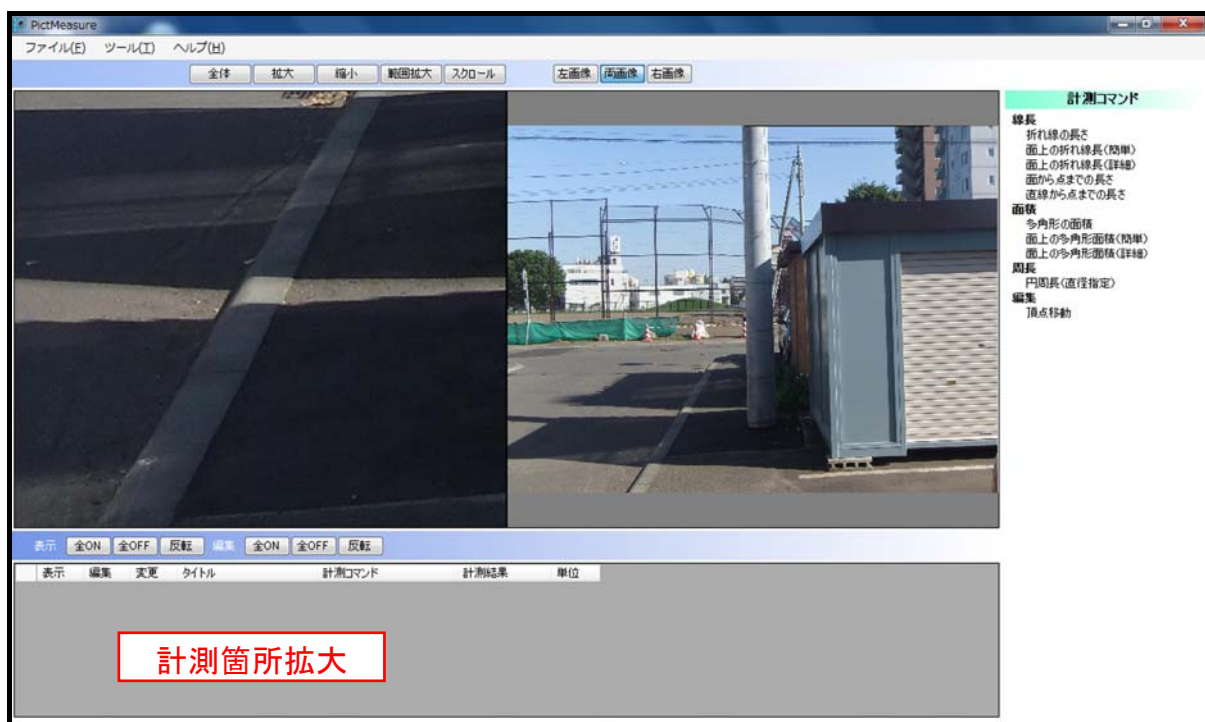 PictMeasure
ファイル(F) ツール(T) ヘルプ(H)
全体 拡大 縮小 範囲拡大 スクロール 左画像 両画像 右画像
計測コマンド
線長
折れ線の長さ
面上の折れ線長(簡単)
面上の折れ線長(詳細)
面から点までの長さ
直線から点までの長さ
面積
多角形の面積
面上の多角形面積(簡単)
面上の多角形面積(詳細)
周長
円周長(直径指定)
編集
頂点移動
表示 全ON 全OFF 反転 編集 全ON 全OFF 反転
表示 編集 変更 タイトル 計測コマンド 計測結果 単位
計測箇所拡大